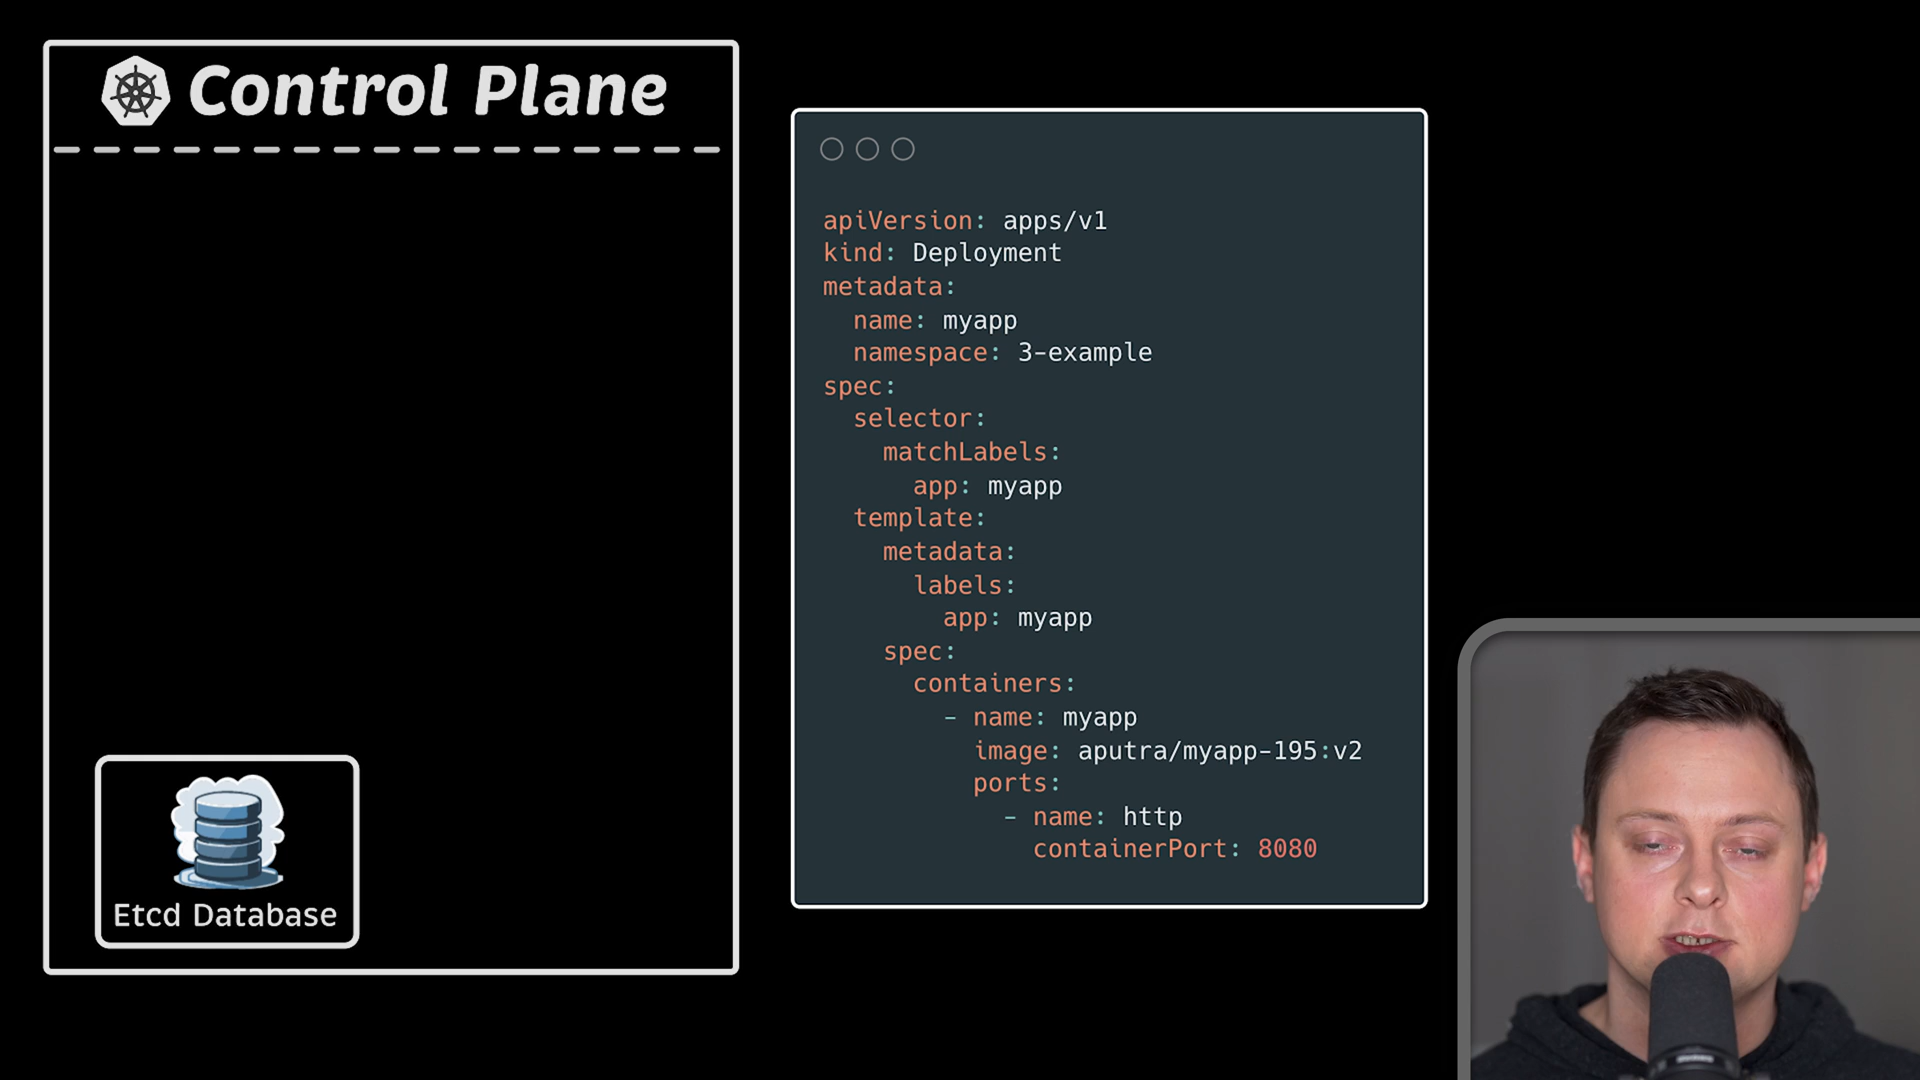 Control Plane
apiVersion: apps/v1
kind: Deployment
metadata:
  name: myapp
  namespace: 3-example
spec:
  selector:
    matchLabels:
      app: myapp
  template:
    metadata:
      labels:
        app: myapp
    spec:
      containers:
        - name: myapp
          image: aputra/myapp-195:v2
          ports:
            - name: http
              containerPort: 8080
Etcd Database